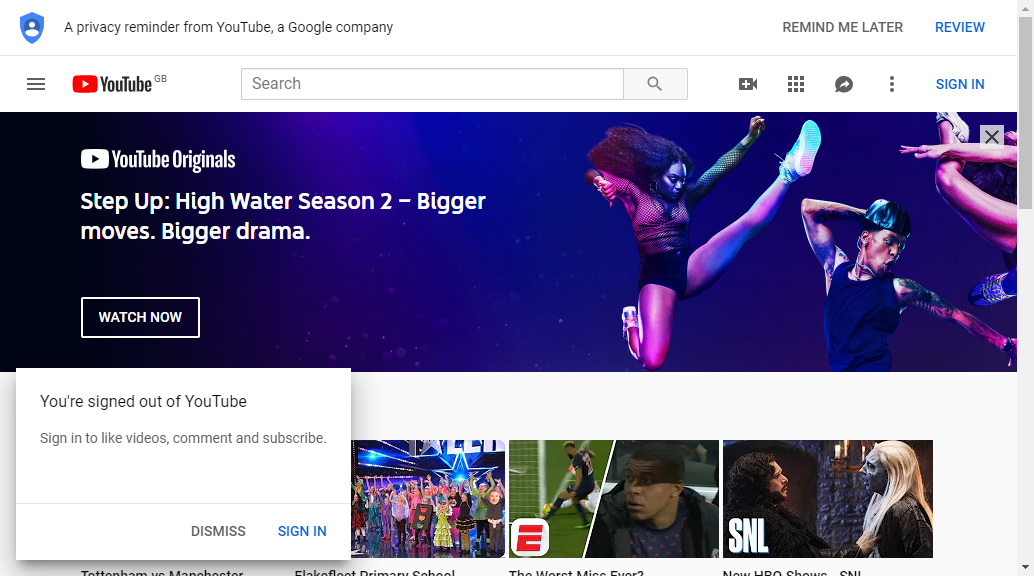 A privacy reminder from YouTube, a Google company
REMIND ME LATER
REVIEW
YouTube GB
Search
SIGN IN
YouTube Originals
Step Up: High Water Season 2 – Bigger
moves. Bigger drama.
WATCH NOW
You're signed out of YouTube
Sign in to like videos, comment and subscribe.
DISMISS
SIGN IN
SNL
Tottenham vs Manchester
Flakefleet Primary School
The Worst Miss Ever?
New HBO Shows - SNL